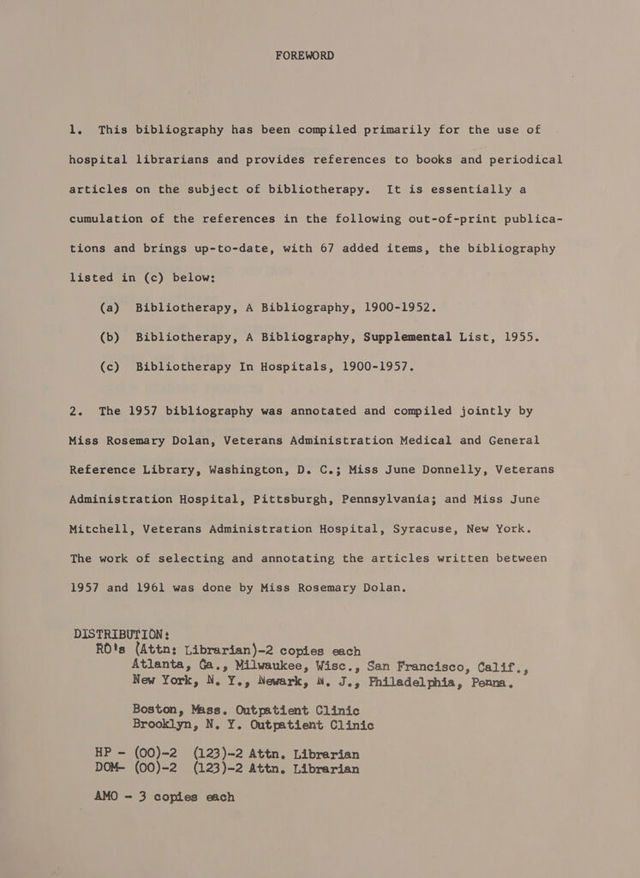 FOREWORD
1. This bibliography has been compiled primarily for the use of
hospital librarians and provides references to books and periodical
articles on the subject of bibliotherapy. It is essentially a
cumulation of the references in the following out-of-print publica-
tions and brings up-to-date, with 67 added items, the bibliography
listed in (c) below:
(a) Bibliotherapy, A Bibliography, 1900-1952.
(b) Bibliotherapy, A Bibliography, Supplemental List, 1955.
(c) Bibliotherapy In Hospitals, 1900-1957.
2. The 1957 bibliography was annotated and compiled jointly by
Miss Rosemary Dolan, Veterans Administration Medical and General
Reference Library, Washington, D. C.; Miss June Donnelly, Veterans
Administration Hospital, Pittsburgh, Pennsylvania; and Miss June
Mitchell, Veterans Administration Hospital, Syracuse, New York.
The work of selecting and annotating the articles written between
1957 and 1961 was done by Miss Rosemary Dolan.
DISTRIBUTION:
RO's (Attn: Librarian)-2 copies each
Atlanta, Ga., Milwaukee, Wisc., San Francisco, Calif.,
New York, N. Y., Newark, N. J., Philadelphia, Penna.
Boston, Mass. Outpatient Clinic
Brooklyn, N. Y. Outpatient Clinic
HP - (00)-2 (123)-2 Attn. Librarian
DOM- (00)-2 (123)-2 Attn. Librarian
AMO - 3 copies each